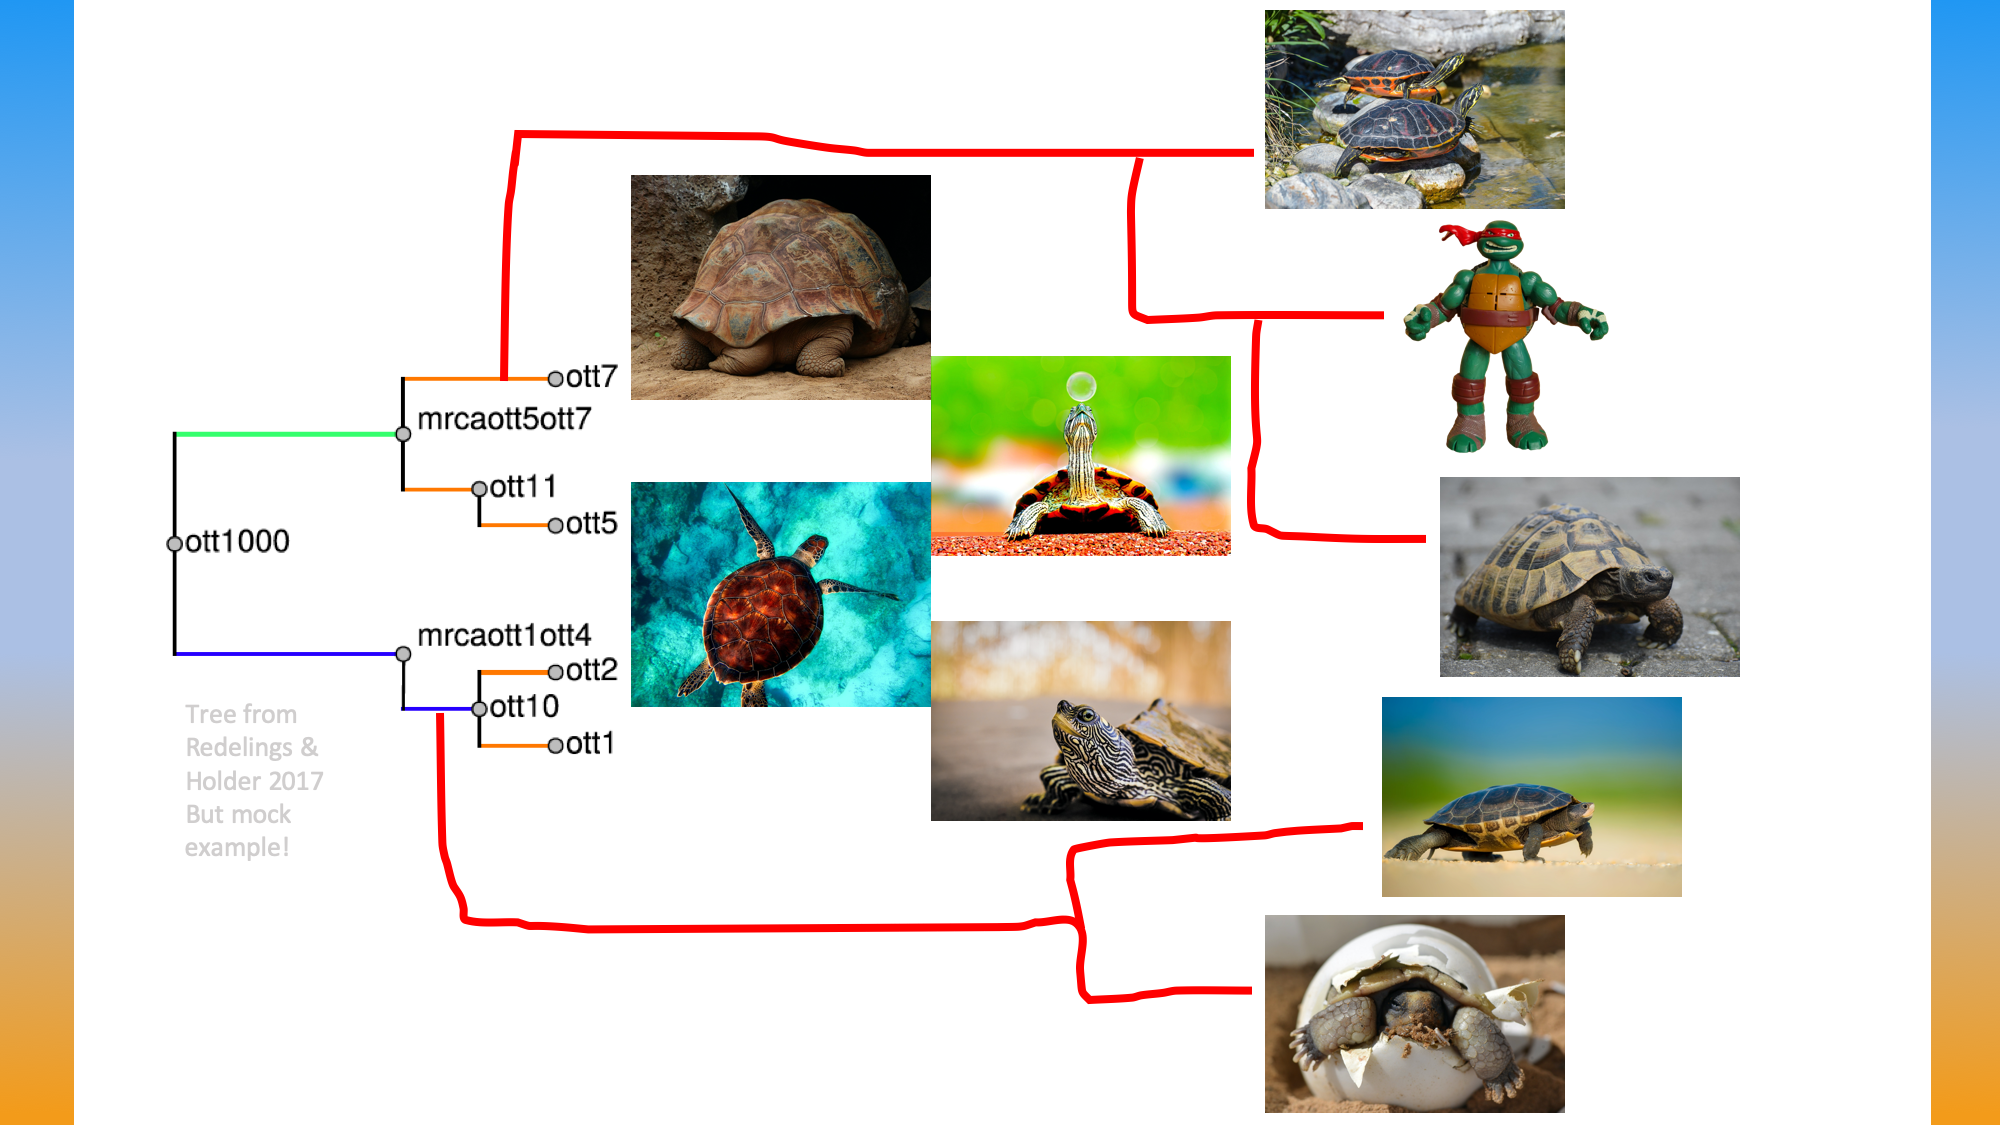 ott7
mrcaott5ott7
ott11
ott5
ott1000
mrcaott1ott4
ott2
ott10
ott1
Tree from
Redelings &
Holder 2017
But mock
example!